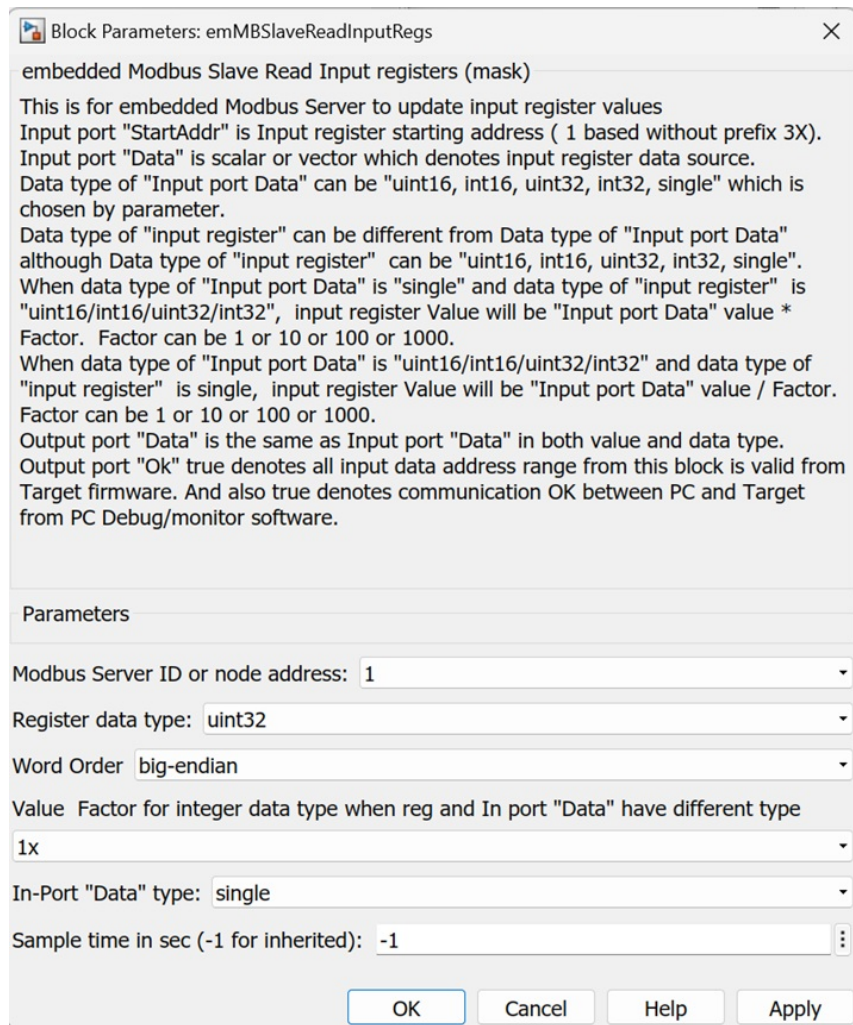 Block Parameters: emMBSlaveReadInputRegs
embedded Modbus Slave Read Input registers (mask)
This is for embedded Modbus Server to update input register values
Input port "StartAddr" is Input register starting address ( 1 based without prefix 3X).
Input port "Data" is scalar or vector which denotes input register data source.
Data type of "Input port Data" can be "uint16, int16, uint32, int32, single" which is
chosen by parameter.
Data type of "input register" can be different from Data type of "Input port Data"
although Data type of "input register"  can be "uint16, int16, uint32, int32, single".
When data type of "Input port Data" is "single" and data type of "input register"  is
"uint16/int16/uint32/int32",  input register Value will be "Input port Data" value *
Factor.  Factor can be 1 or 10 or 100 or 1000.
When data type of "Input port Data" is "uint16/int16/uint32/int32" and data type of
"input register"  is single,  input register Value will be "Input port Data" value / Factor.
Factor can be 1 or 10 or 100 or 1000.
Output port "Data" is the same as Input port "Data" in both value and data type.
Output port "Ok" true denotes all input data address range from this block is valid from
Target firmware. And also true denotes communication OK between PC and Target
from PC Debug/monitor software.
Parameters
Modbus Server ID or node address: 1
Register data type: uint32
Word Order big-endian
Value  Factor for integer data type when reg and In port "Data" have different type
1x
In-Port "Data" type: single
Sample time in sec (-1 for inherited): -1
OK Cancel Help Apply